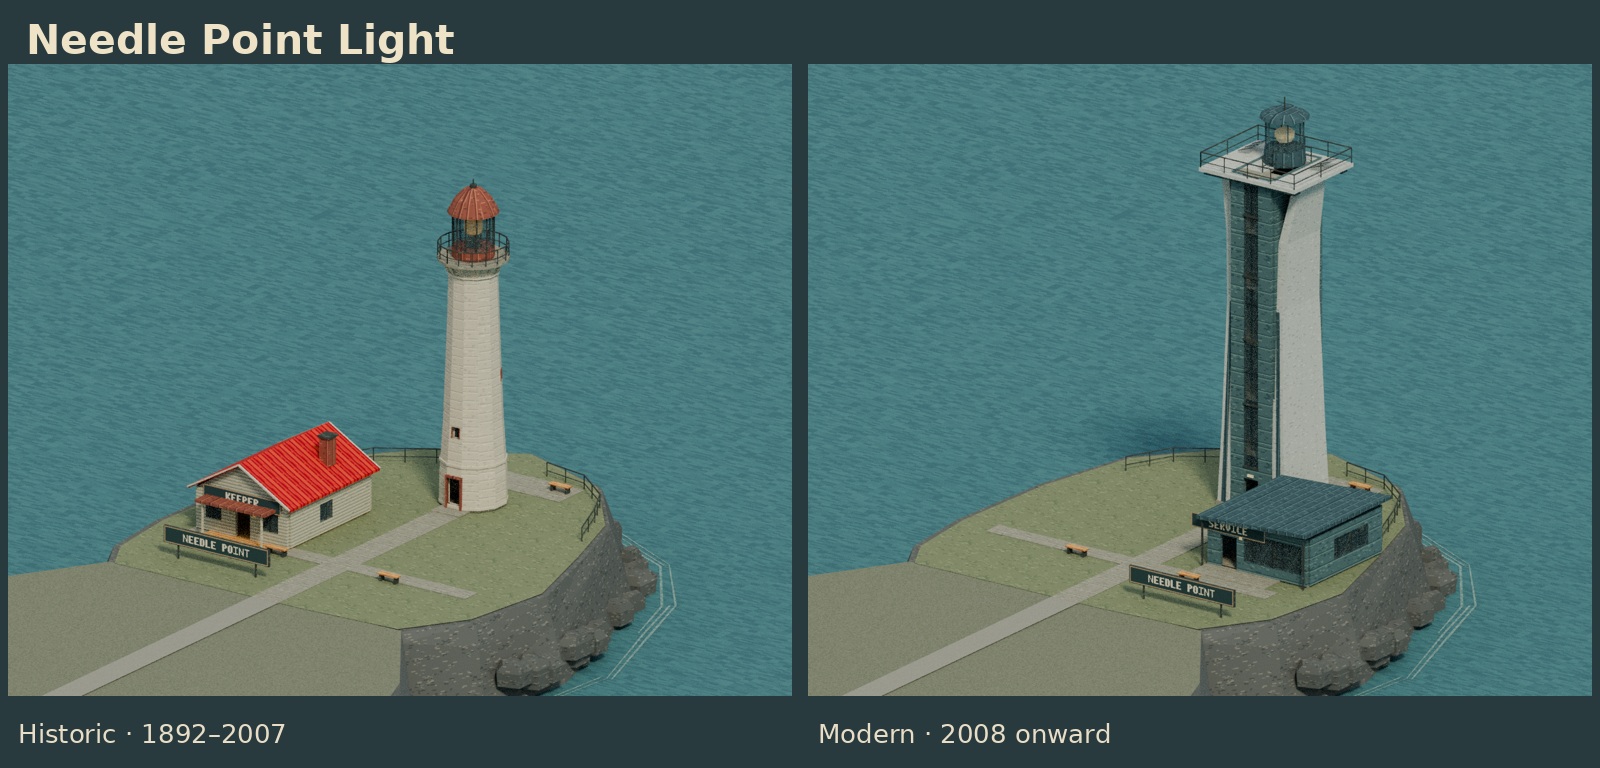 Needle Point Light
KEEPER
NEEDLE POINT
SERVICE
NEEDLE POINT
Historic · 1892–2007
Modern · 2008 onward